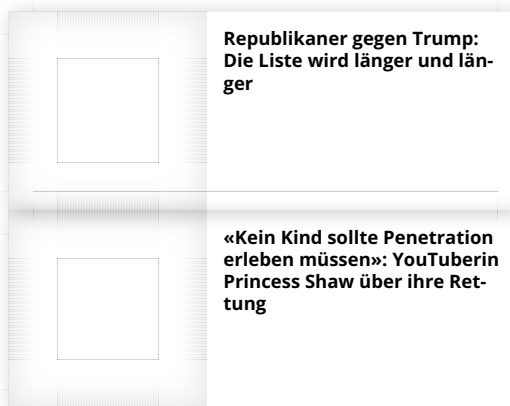 Republikaner gegen Trump:
Die Liste wird länger und län-
ger
«Kein Kind sollte Penetration
erleben müssen»: YouTuberin
Princess Shaw über ihre Ret-
tung